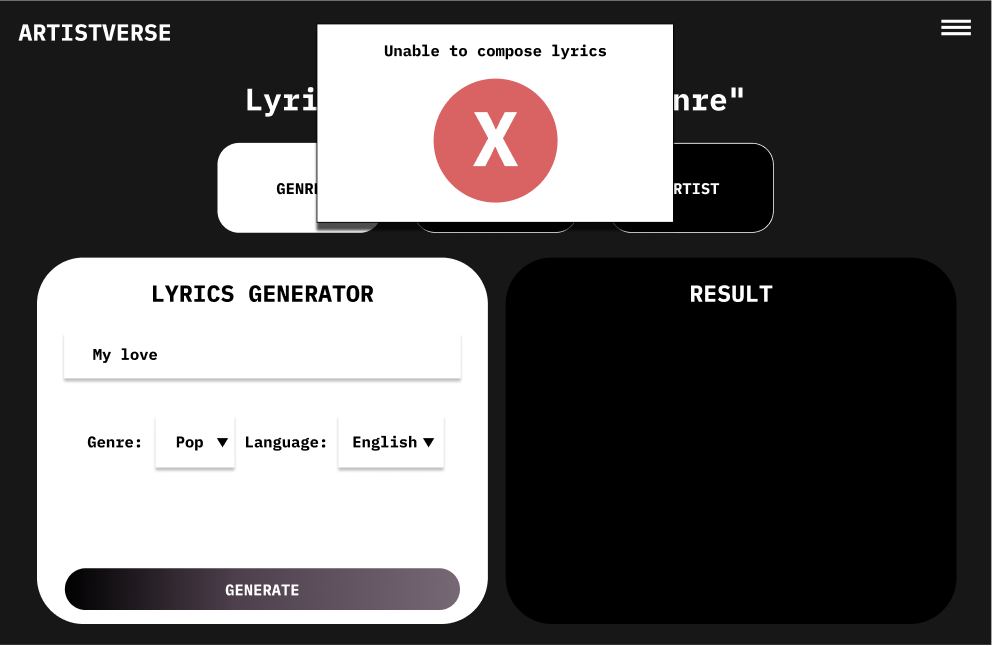 ARTISTVERSE
Unable to compose lyrics
X
Lyri nre"
GENR RTIST
LYRICS GENERATOR
My love
Genre: Pop ▼ Language: English ▼
GENERATE
RESULT